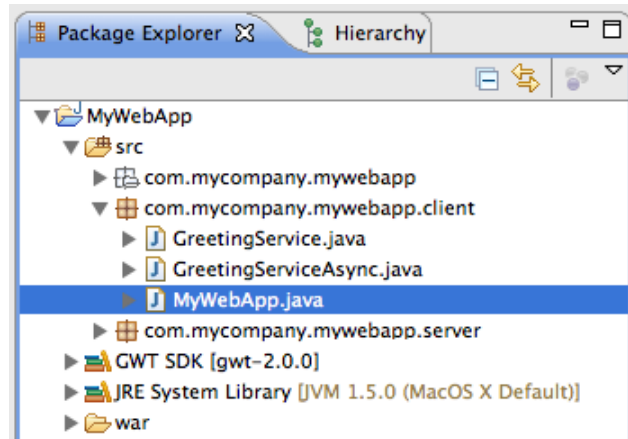 Package Explorer Hierarchy
MyWebApp
src
com.mycompany.mywebapp
com.mycompany.mywebapp.client
GreetingService.java
GreetingServiceAsync.java
MyWebApp.java
com.mycompany.mywebapp.server
GWT SDK [gwt-2.0.0]
JRE System Library [JVM 1.5.0 (MacOS X Default)]
war